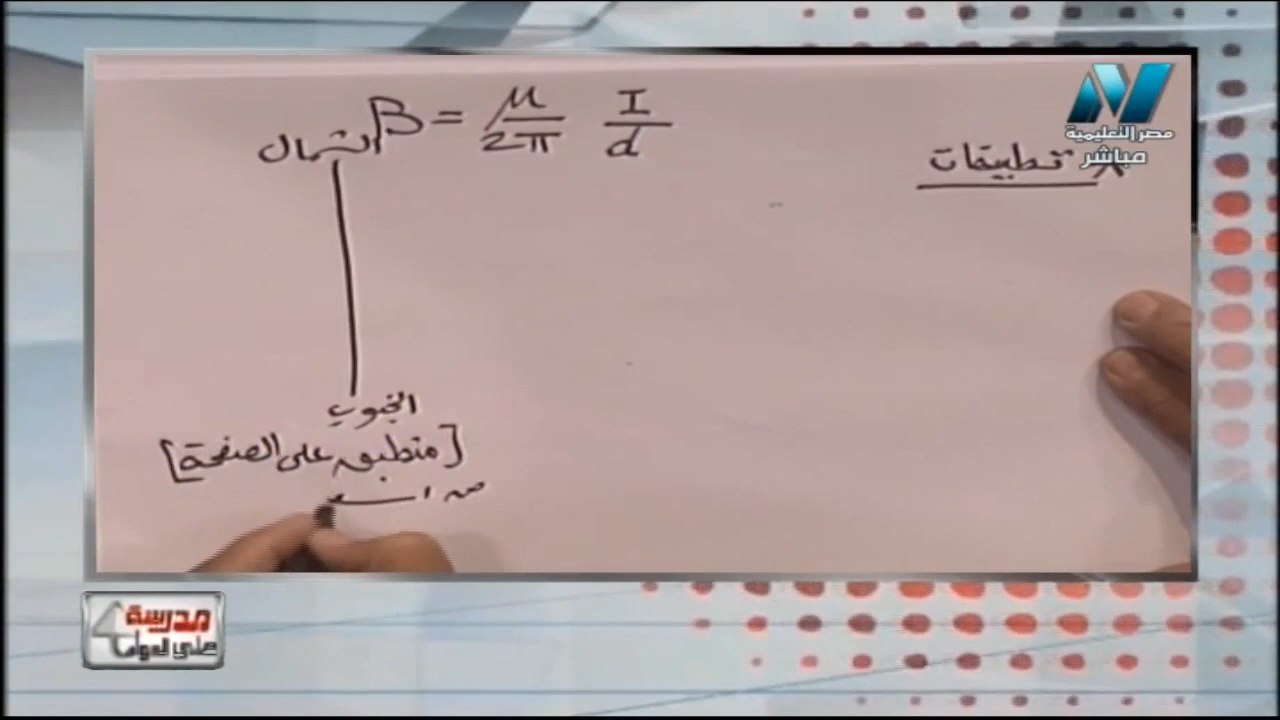 مصر التعليمية
مباشر
* تطبيقات
B = μ/2π I/d
الشمال
الجنوب
[منطبق على الصفحة]
مدرسة
على الهواء